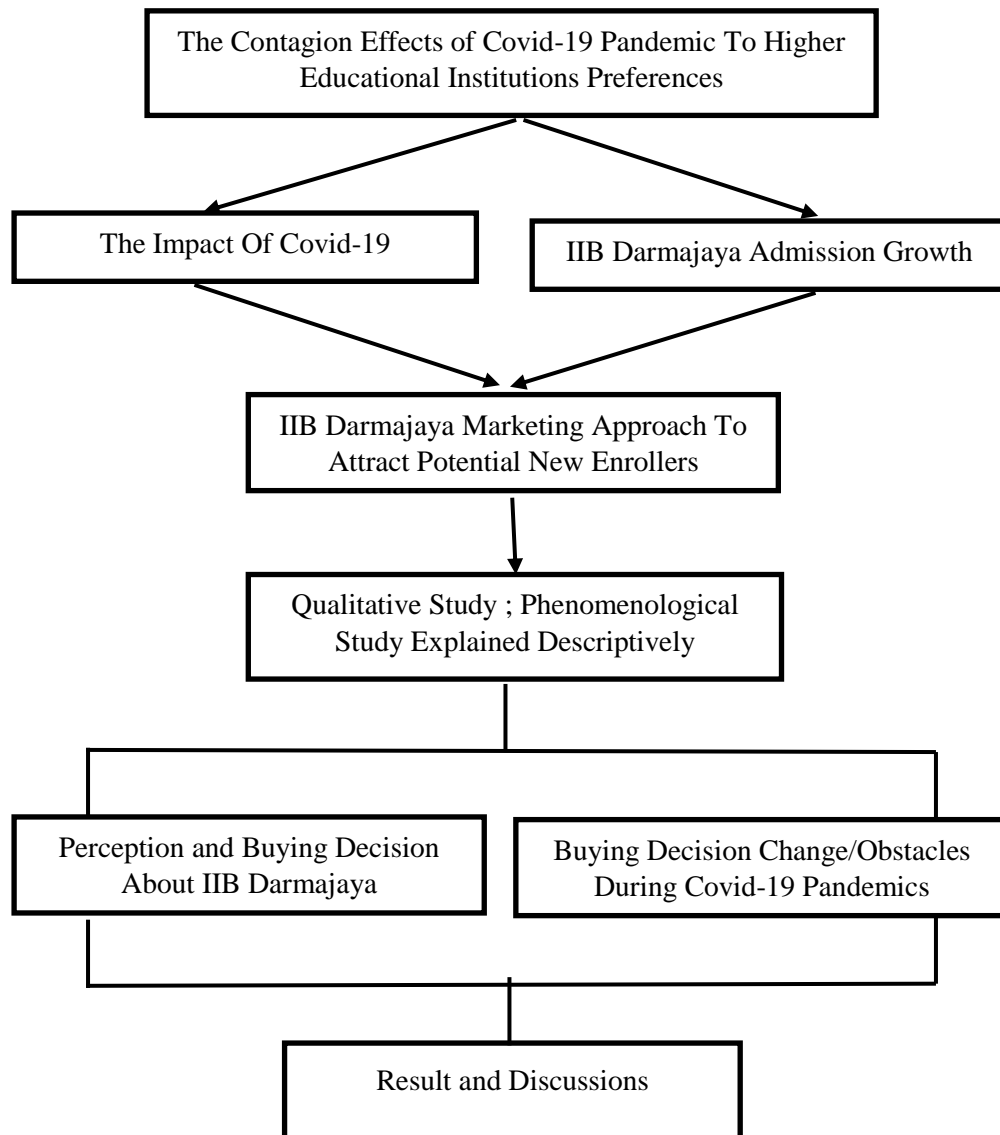 The Contagion Effects of Covid-19 Pandemic To Higher
Educational Institutions Preferences
The Impact Of Covid-19
IIB Darmajaya Admission Growth
IIB Darmajaya Marketing Approach To
Attract Potential New Enrollers
Qualitative Study ; Phenomenological
Study Explained Descriptively
Perception and Buying Decision
About IIB Darmajaya
Buying Decision Change/Obstacles
During Covid-19 Pandemics
Result and Discussions